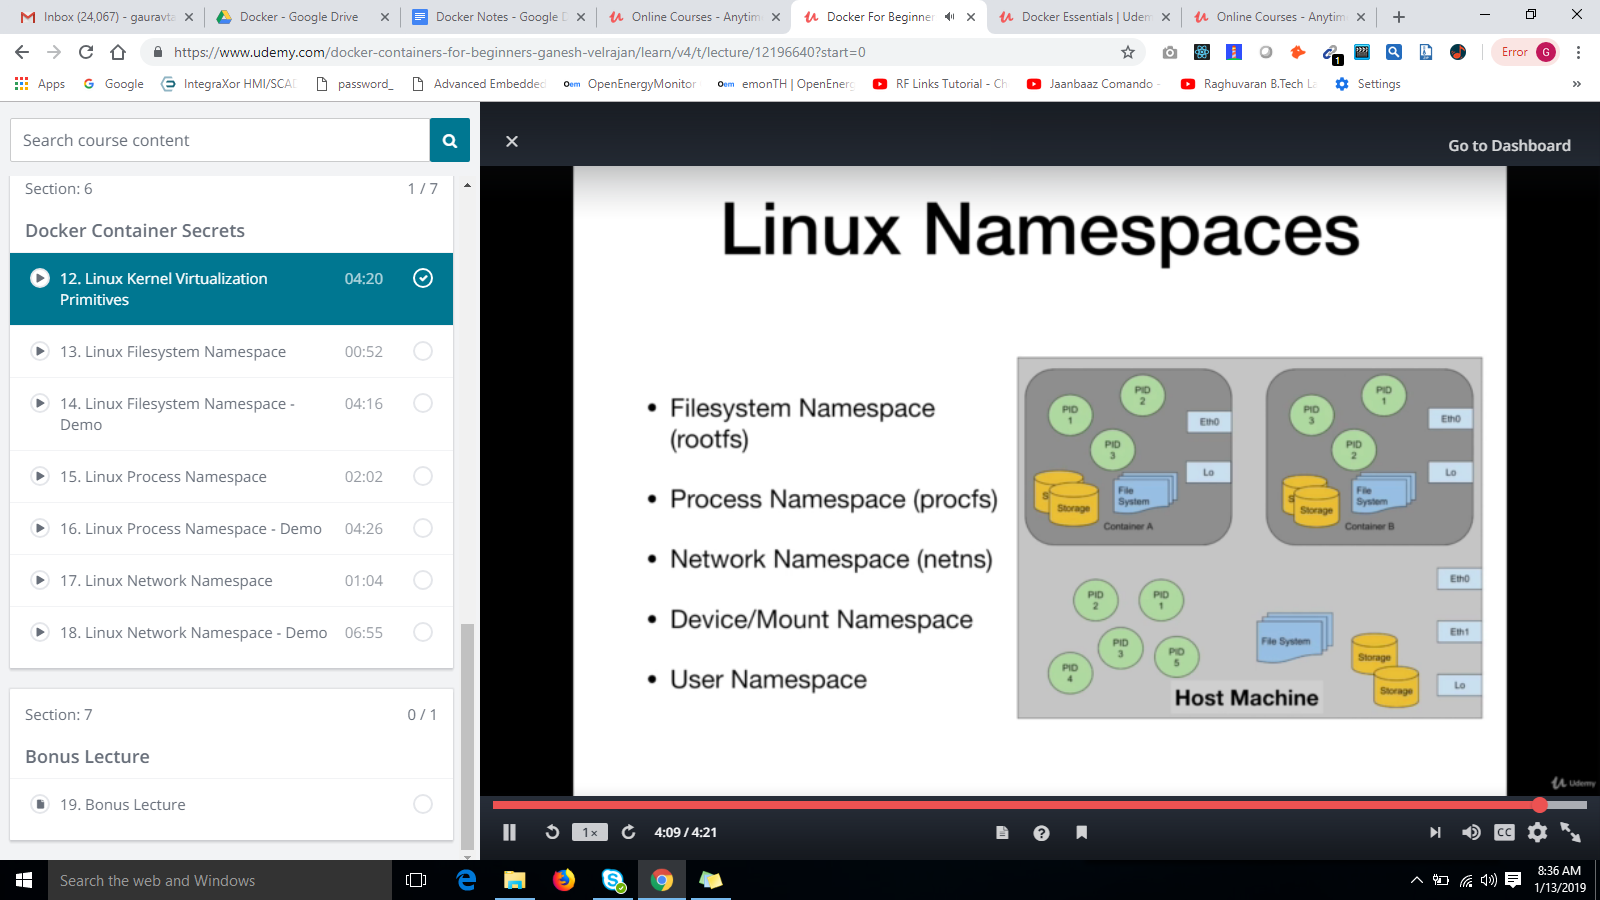 Inbox (24,067) - gauravta
Docker - Google Drive
Docker Notes - Google D
Online Courses - Anytim
Docker For Beginner
Docker Essentials | Udem
Online Courses - Anytim
https://www.udemy.com/docker-containers-for-beginners-ganesh-velrajan/learn/v4/t/lecture/12196640?start=0
1
Error
G
Apps
Google
IntegraXor HMI/SCAD
password_
Advanced Embedded
OpenEnergyMonitor
emonTH | OpenEnerg
RF Links Tutorial - Ch
Jaanbaaz Comando -
Raghuvaran B.Tech La
Settings
»
Search course content
Go to Dashboard
Section: 6
1 / 7
Docker Container Secrets
12. Linux Kernel Virtualization
Primitives
04:20
13. Linux Filesystem Namespace
00:52
14. Linux Filesystem Namespace -
Demo
04:16
15. Linux Process Namespace
02:02
16. Linux Process Namespace - Demo
04:26
17. Linux Network Namespace
01:04
18. Linux Network Namespace - Demo
06:55
Section: 7
0 / 1
Bonus Lecture
19. Bonus Lecture
Linux Namespaces
• Filesystem Namespace
(rootfs)
• Process Namespace (procfs)
• Network Namespace (netns)
• Device/Mount Namespace
• User Namespace
PID
1
PID
2
PID
3
Eth0
Lo
Storage
File
System
Container A
PID
3
PID
1
PID
2
Eth0
Lo
Storage
File
System
Container B
PID
2
PID
1
PID
3
PID
5
PID
4
File System
Storage
Storage
Eth0
Eth1
Lo
Host Machine
Udemy
1×
4:09 / 4:21
CC
Search the web and Windows
8:36 AM
1/13/2019